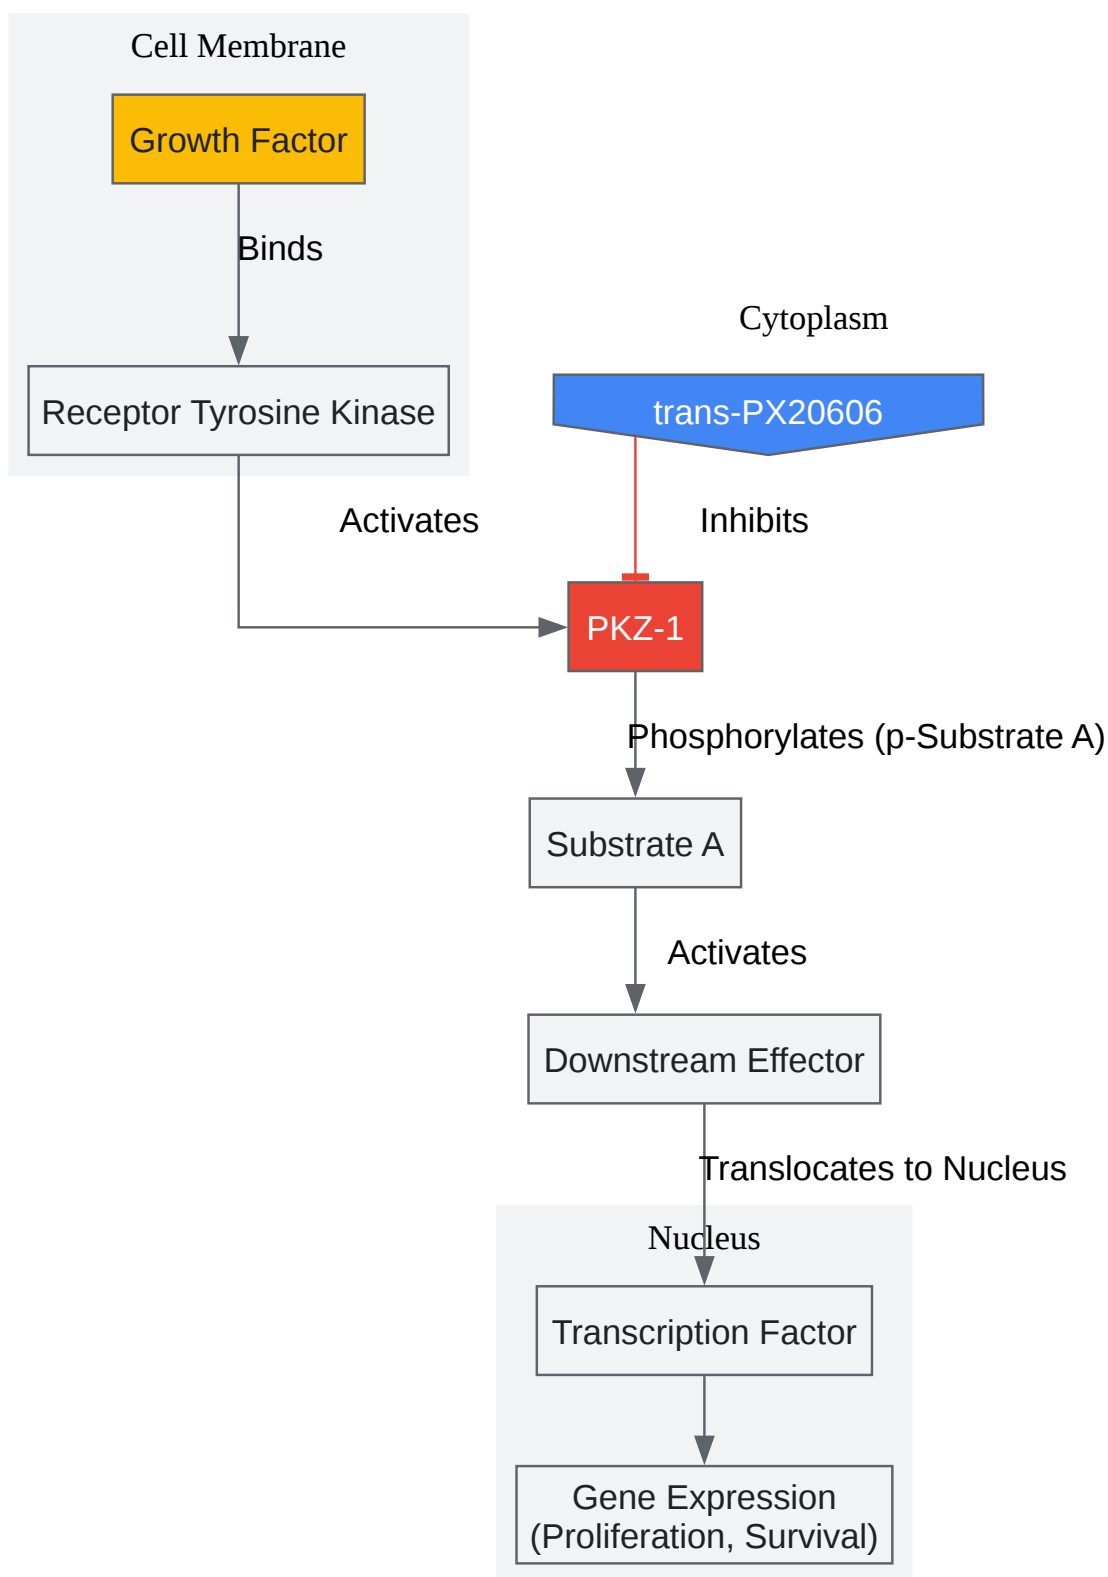 Cell Membrane
Growth Factor
Binds
Cytoplasm
Receptor Tyrosine Kinase
trans-PX20606
Activates
Inhibits
PKZ-1
Phosphorylates (p-Substrate A)
Substrate A
Activates
Downstream Effector
Translocates to Nucleus
Nucleus
Transcription Factor
Gene Expression
(Proliferation, Survival)